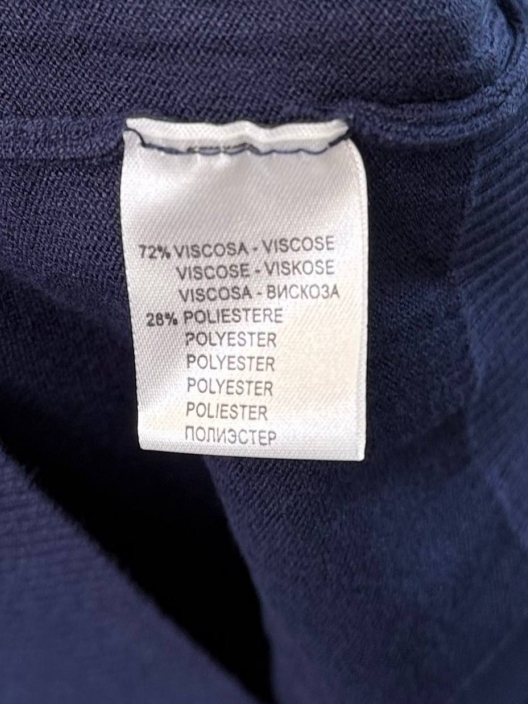 72% VISCOSA - VISCOSE
VISCOSE - VISKOSE
VISCOSA - ВИСКОЗА
28% POLIESTERE
POLYESTER
POLYESTER
POLYESTER
POLIESTER
ПОЛИЭСТЕР